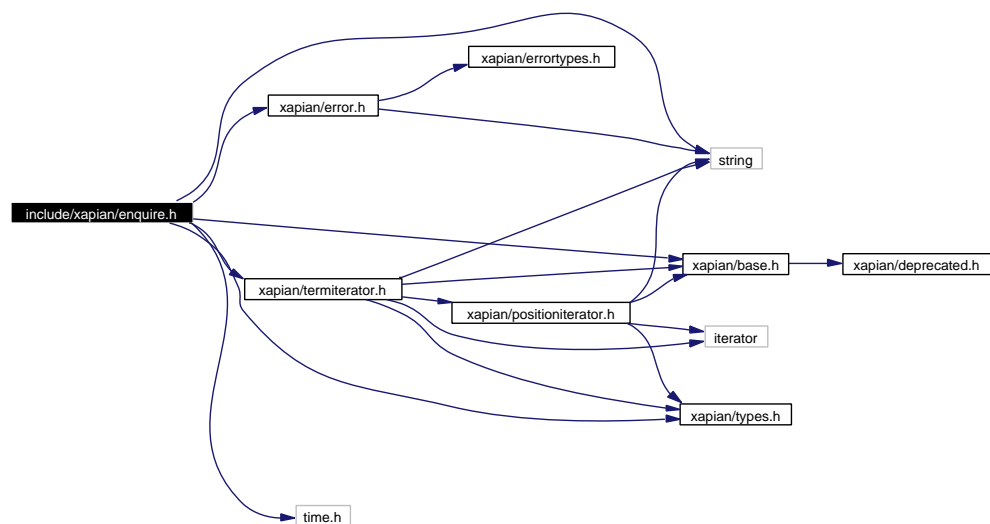 xapian/errortypes.h
xapian/error.h
string
include/xapian/enquire.h
xapian/base.h
xapian/deprecated.h
xapian/termiterator.h
xapian/positioniterator.h
iterator
xapian/types.h
time.h